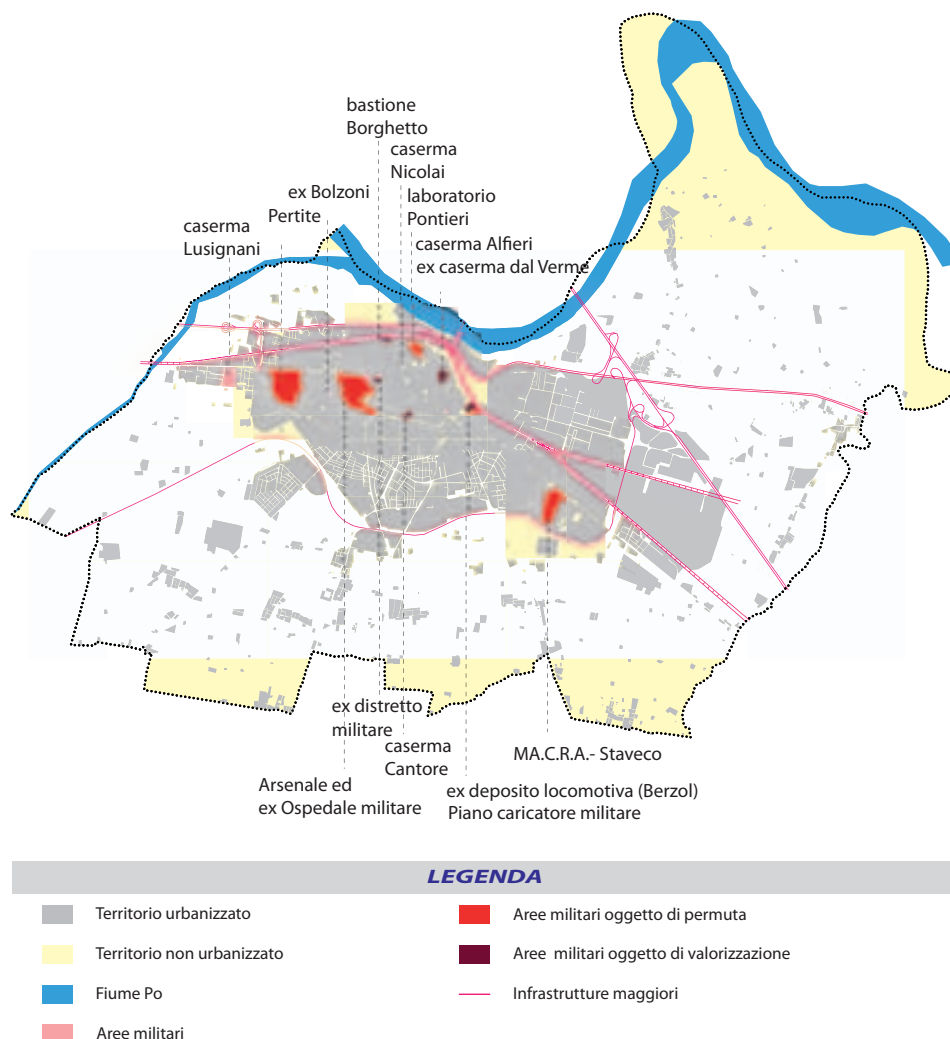 bastione
Borghetto
caserma
Nicolai
ex Bolzoni
Pertite
laboratorio
Pontieri
caserma
Lusignani
caserma Alfieri
ex caserma dal Verme
ex distretto
militare
caserma
Cantore
MA.C.R.A.- Staveco
Arsenale ed
ex Ospedale militare
ex deposito locomotiva (Berzol)
Piano caricatore militare
LEGENDA
Territorio urbanizzato
Territorio non urbanizzato
Fiume Po
Aree militari
Aree militari oggetto di permuta
Aree militari oggetto di valorizzazione
Infrastrutture maggiori